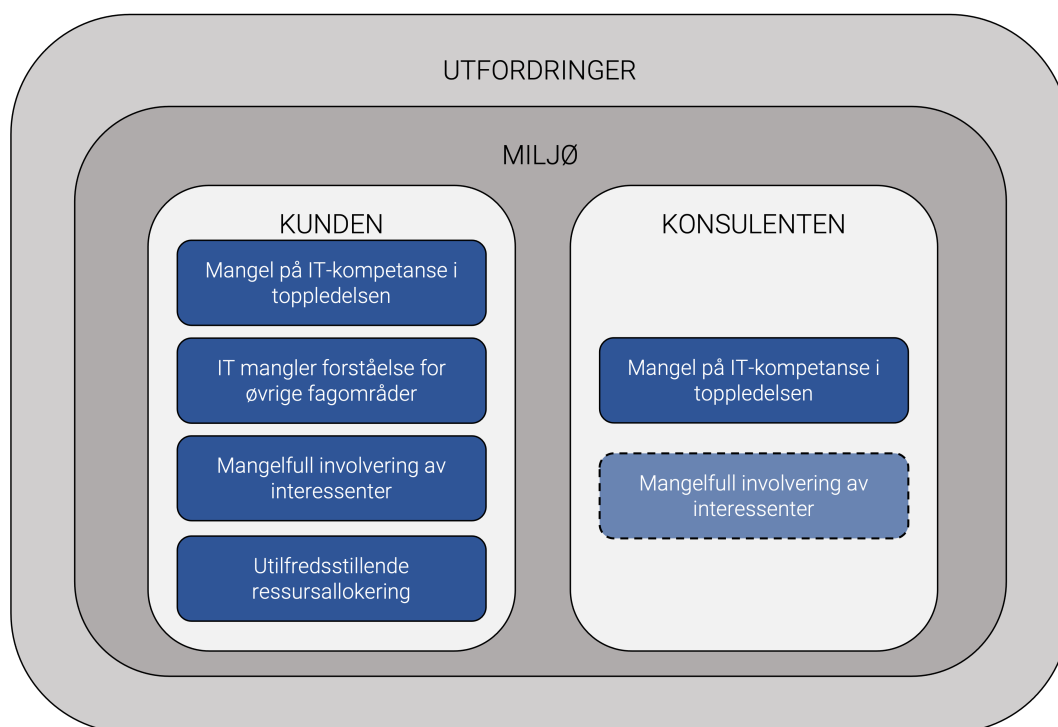 UTFORDRINGER
MILJØ
KUNDEN
Mangel på IT-kompetanse i
toppledelsen
IT mangler forståelse for
øvrige fagområder
Mangelfull involvering av
interessenter
Utilfredsstillende
ressursallokering
KONSULENTEN
Mangel på IT-kompetanse i
toppledelsen
Mangelfull involvering av
interessenter